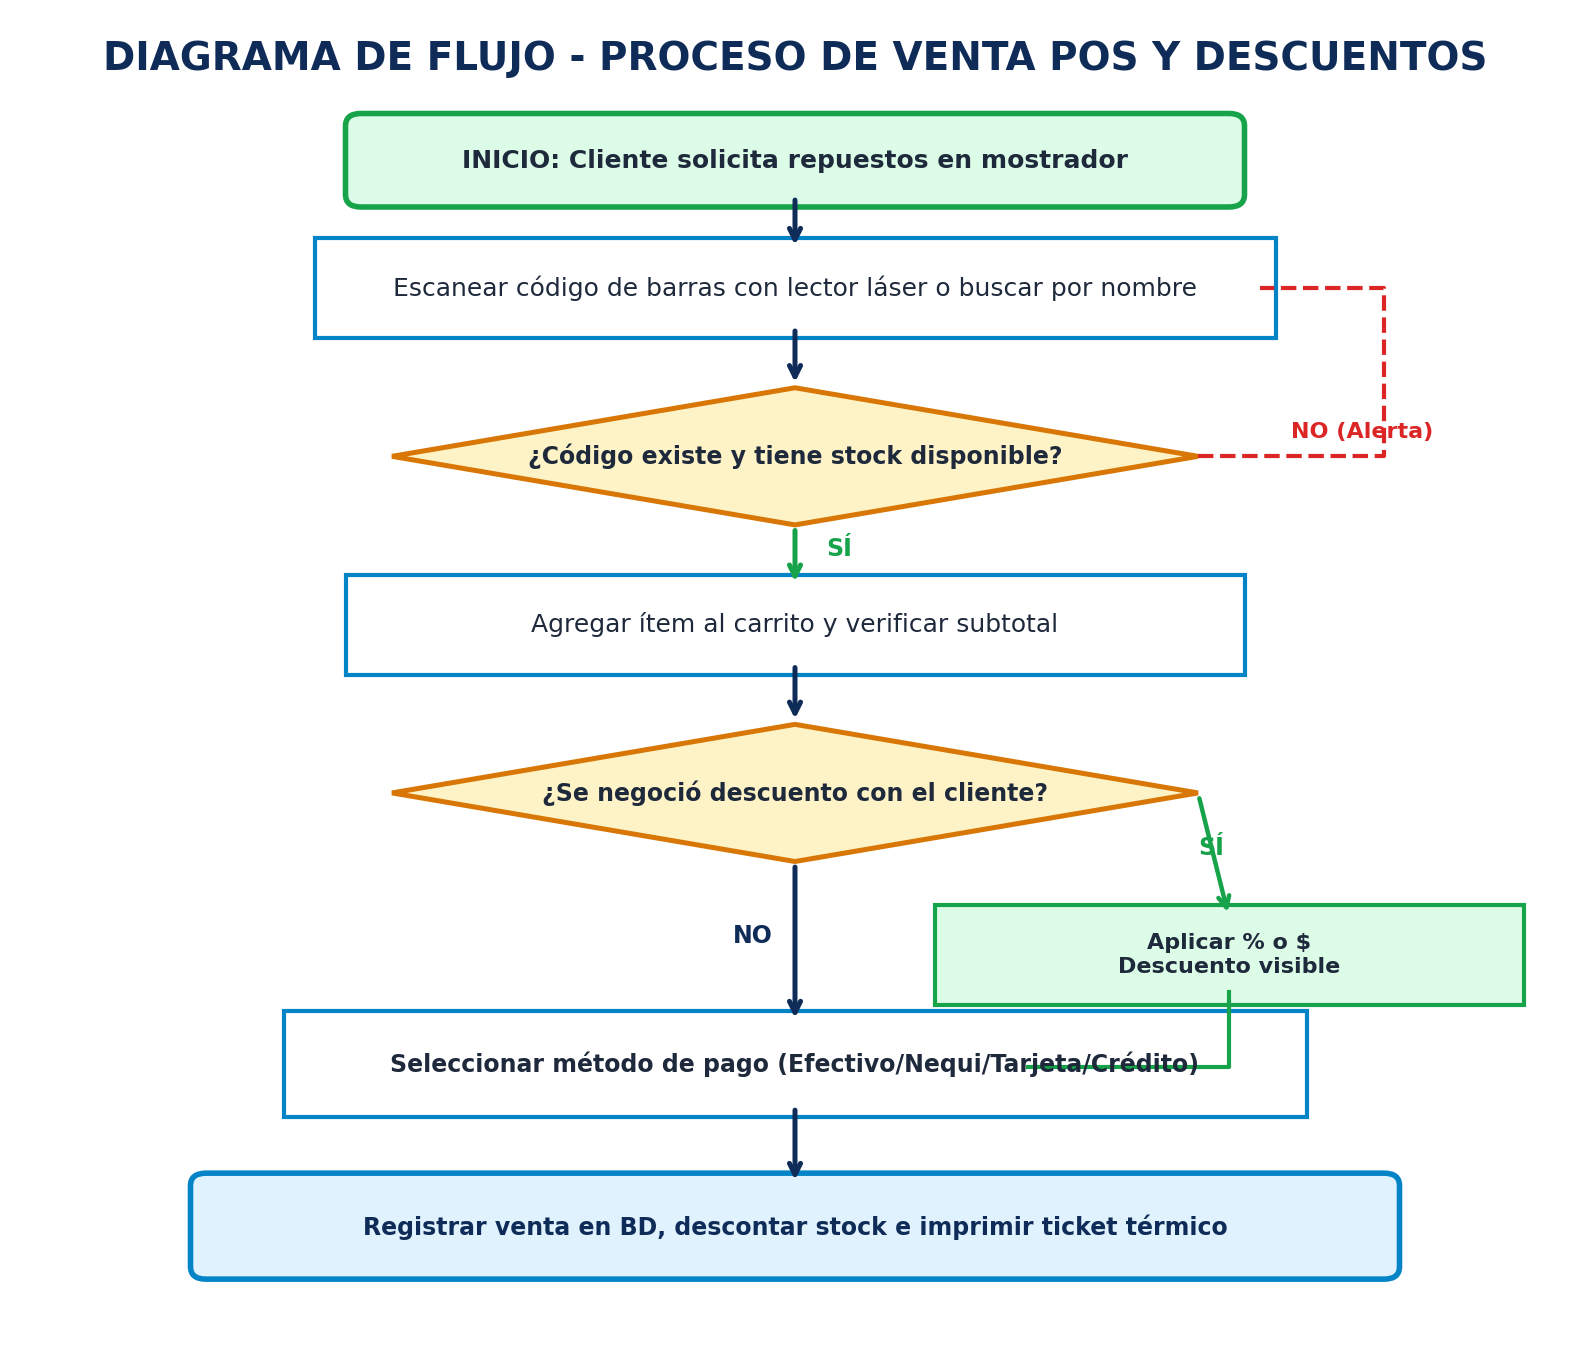 DIAGRAMA DE FLUJO - PROCESO DE VENTA POS Y DESCUENTOS
INICIO: Cliente solicita repuestos en mostrador
Escanear código de barras con lector láser o buscar por nombre
NO (Alerta)
¿Código existe y tiene stock disponible?
SÍ
Agregar ítem al carrito y verificar subtotal
¿Se negoció descuento con el cliente?
SÍ
NO
Aplicar % o $
Descuento visible
Seleccionar método de pago (Efectivo/Nequi/Tarjeta/Crédito)
Registrar venta en BD, descontar stock e imprimir ticket térmico